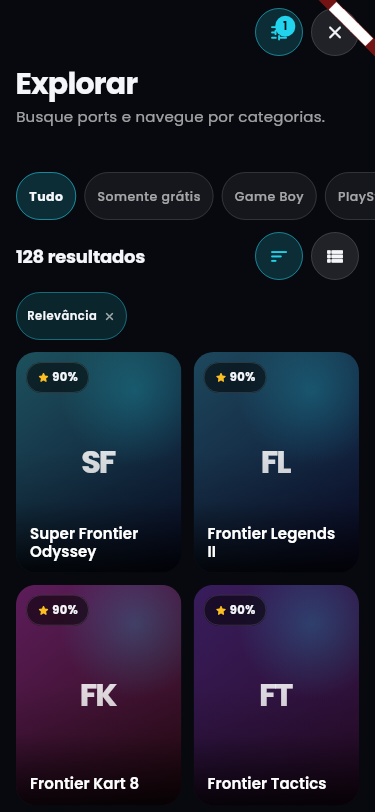 1
Explorar
Busque ports e navegue por categorias.
Tudo
Somente grátis
Game Boy
128 resultados
Relevância
90%
90%
SF
FL
Super Frontier
Odyssey
Frontier Legends
II
90%
90%
FK
FT
Frontier Kart 8
Frontier Tactics